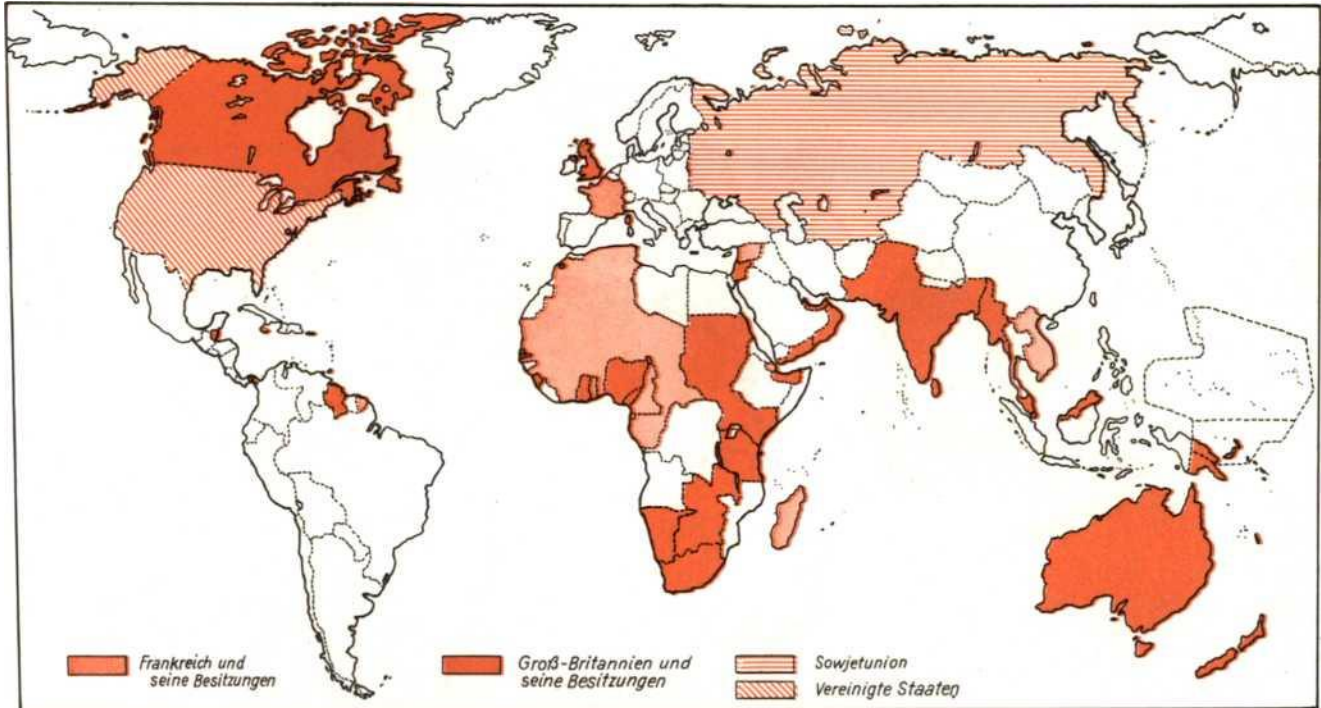 Frankreich und
seine Besitzungen
Groß-Britannien und
seine Besitzungen
Sowjetunion
Vereinigte Staaten